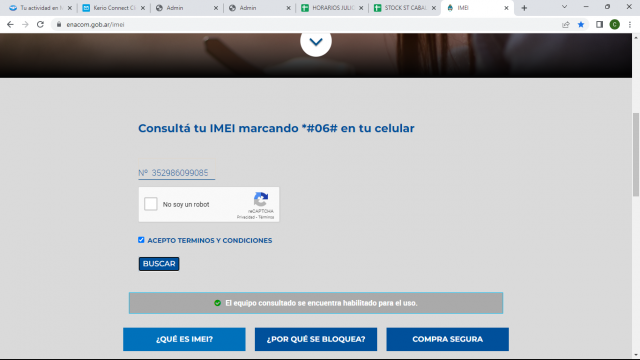 Tu actividad en M
Kerio Connect Cl
Admin
Admin
HORARIOS JULIO
STOCK ST CABAL
IMEI
enacom.gob.ar/imei
C
Consultá tu IMEI marcando *#06# en tu celular
Nº 352986099085
No soy un robot
reCAPTCHA
Privacidad - Términos
ACEPTO TERMINOS Y CONDICIONES
BUSCAR
El equipo consultado se encuentra habilitado para el uso.
¿QUÉ ES IMEI?
¿POR QUÉ SE BLOQUEA?
COMPRA SEGURA